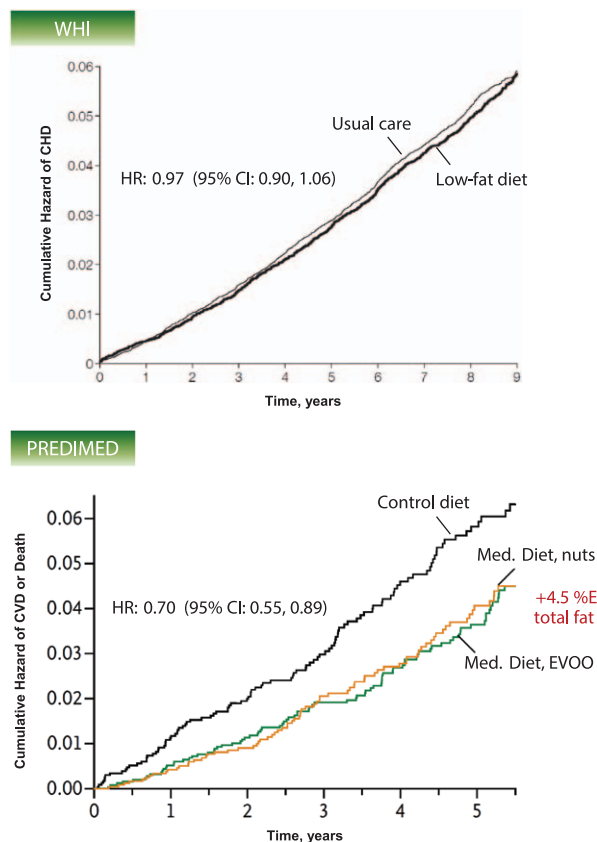 WHI
Cumulative Hazard of CHD
0.06
0.05
0.04
0.03
0.02
0.01
0
Usual care
HR: 0.97 (95% CI: 0.90, 1.06)
Low-fat diet
0 1 2 3 4 5 6 7 8 9
Time, years
PREDIMED
Cumulative Hazard of CVD or Death
0.06
0.05
0.04
0.03
0.02
0.01
0.00
Control diet
Med. Diet, nuts
+4.5 %E
total fat
HR: 0.70 (95% CI: 0.55, 0.89)
Med. Diet, EVOO
0 1 2 3 4 5
Time, years